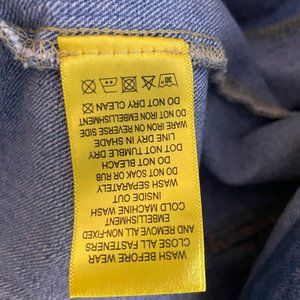 WASH BEFORE WEAR
CLOSE ALL FASTENERS
AND REMOVE ALL NON-FIXED
EMBELLISHMENT
COLD MACHINE WASH
INSIDE OUT
WASH SEPARATELY
DO NOT SOAK OR RUB
DO NOT BLEACH
DO NOT TUMBLE DRY
LINE DRY IN SHADE
WARE IRON ON REVERSE SIDE
DO NOT IRON EMBELLISHMENT
DO NOT DRY CLEAN
30°